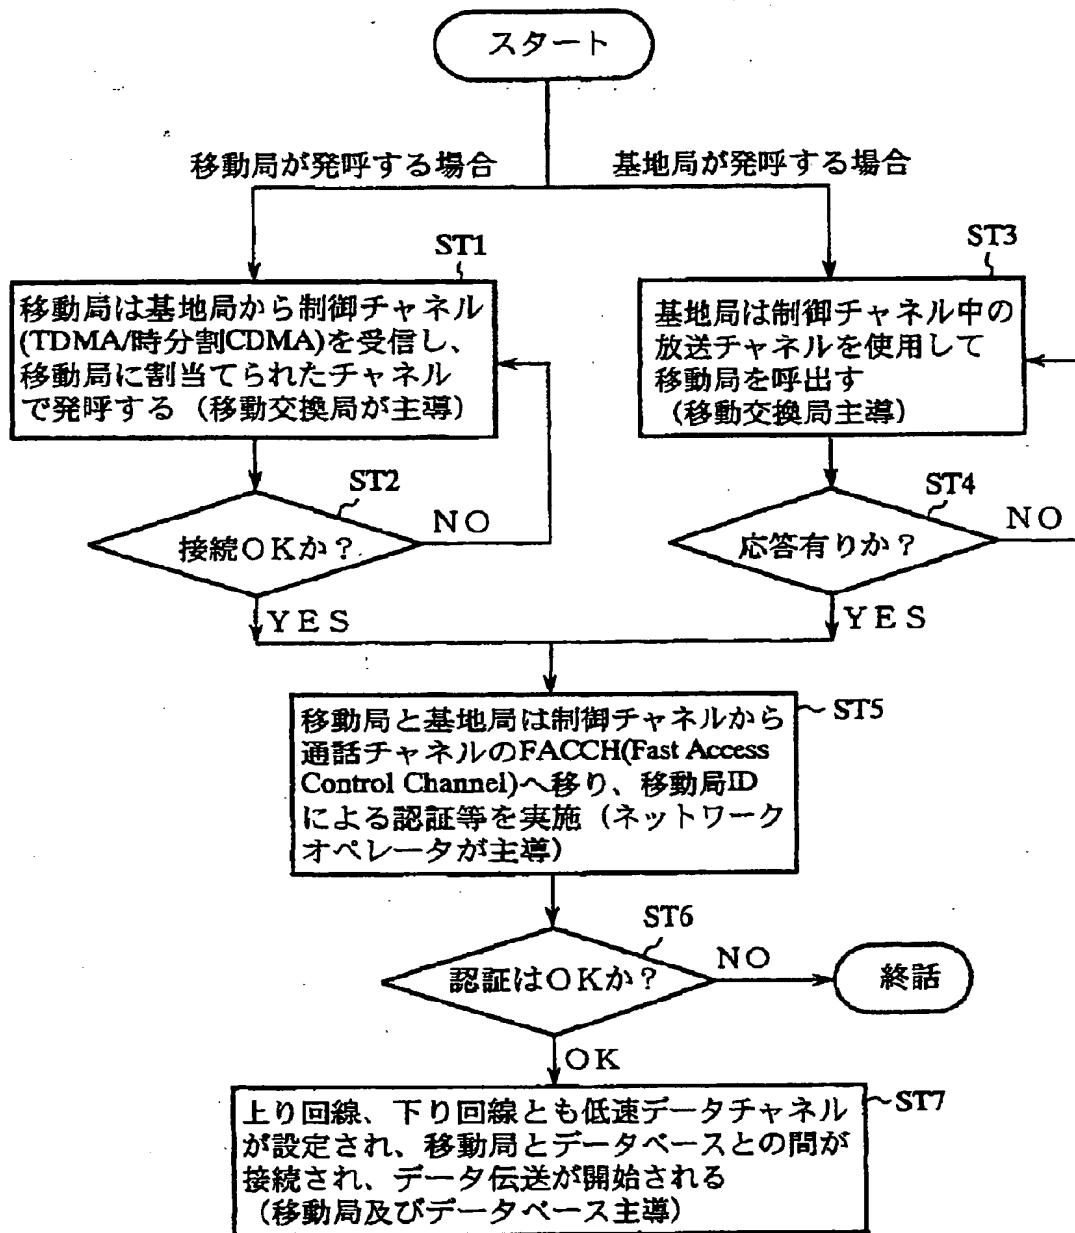 スタート
移動局が発呼する場合
基地局が発呼する場合
ST1
移動局は基地局から制御チャネル
(TDMA/時分割CDMA)を受信し、
移動局に割当てられたチャネル
で発呼する（移動交換局が主導）
ST3
基地局は制御チャネル中の
放送チャネルを使用して
移動局を呼出す
（移動交換局主導）
ST2
接続OKか？
NO
YES
ST4
応答有りか？
NO
YES
ST5
移動局と基地局は制御チャネルから
通話チャネルのFACCH(Fast Access
Control Channel)へ移り、移動局ID
による認証等を実施（ネットワーク
オペレータが主導）
ST6
認証はOKか？
NO
終話
OK
ST7
上り回線、下り回線とも低速データチャネル
が設定され、移動局とデータベースとの間が
接続され、データ伝送が開始される
（移動局及びデータベース主導）